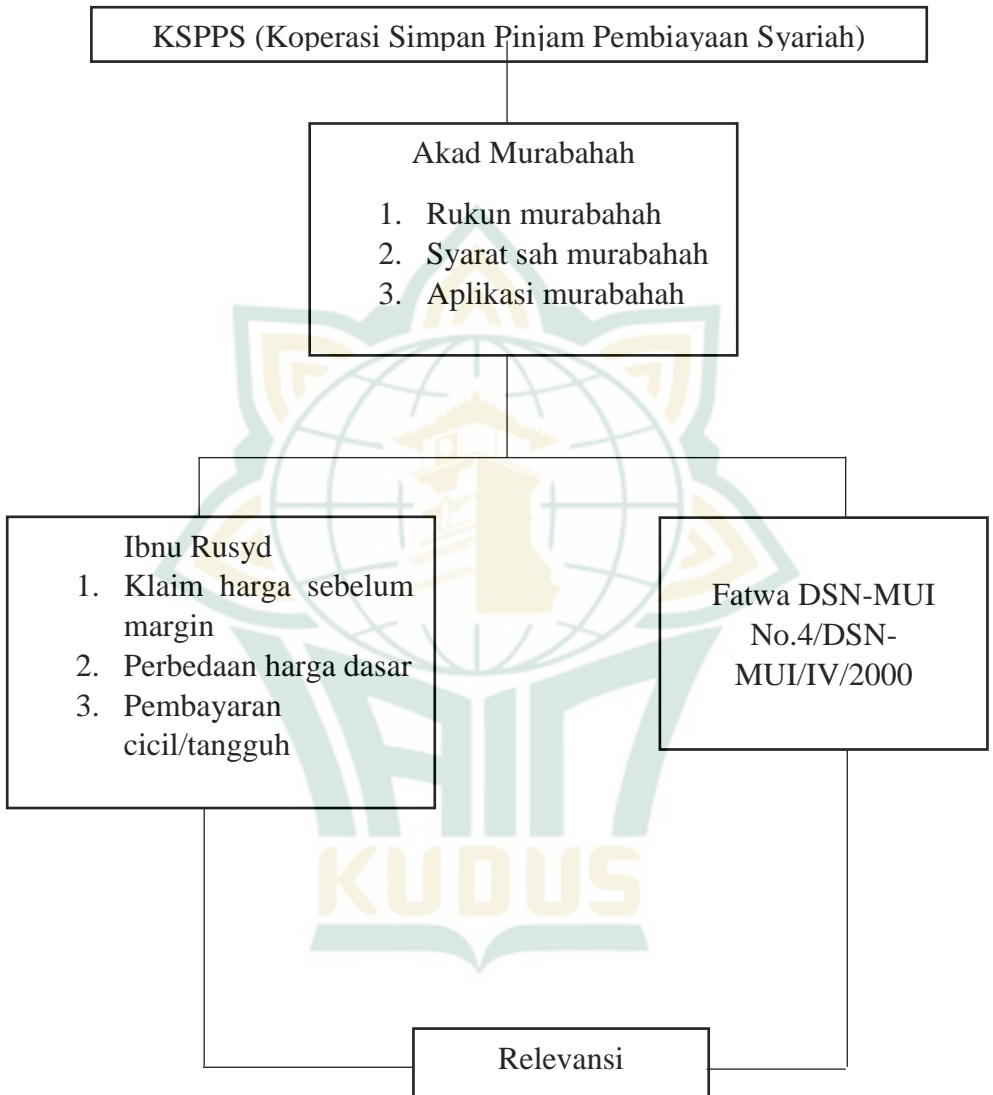 KSPPS (Koperasi Simpan Pinjam Pembiayaan Syariah)
Akad Murabahah
1. Rukun murabahah
2. Syarat sah murabahah
3. Aplikasi murabahah
Ibnu Rusyd
1. Klaim harga sebelum
margin
2. Perbedaan harga dasar
3. Pembayaran
cicil/tangguh
Fatwa DSN-MUI
No.4/DSN-
MUI/IV/2000
IAIN
KUDUS
Relevansi